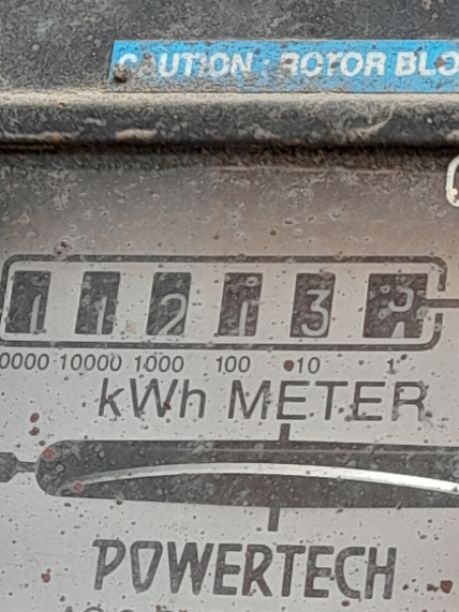 CAUTION : ROTOR BLO
1 1 2 1 3
0000 10000 1000 100 10 1
kWh METER
POWERTECH